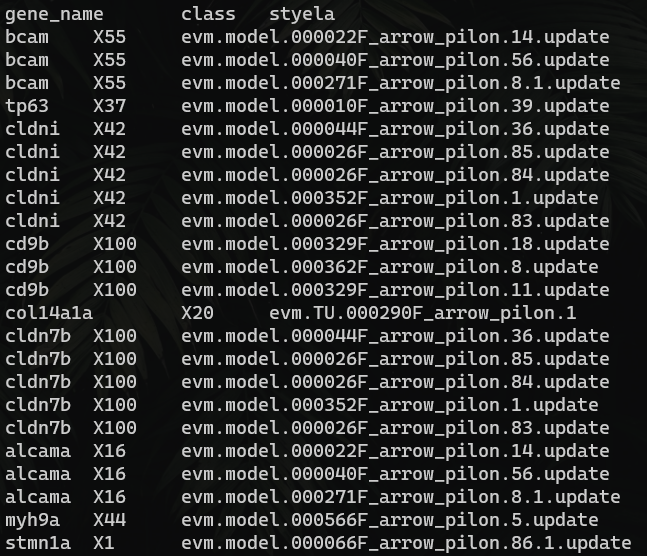 gene_name class styela
bcam X55 evm.model.000022F_arrow_pilon.14.update
bcam X55 evm.model.000040F_arrow_pilon.56.update
bcam X55 evm.model.000271F_arrow_pilon.8.1.update
tp63 X37 evm.model.000010F_arrow_pilon.39.update
cldni X42 evm.model.000044F_arrow_pilon.36.update
cldni X42 evm.model.000026F_arrow_pilon.85.update
cldni X42 evm.model.000026F_arrow_pilon.84.update
cldni X42 evm.model.000352F_arrow_pilon.1.update
cldni X42 evm.model.000026F_arrow_pilon.83.update
cd9b X100 evm.model.000329F_arrow_pilon.18.update
cd9b X100 evm.model.000362F_arrow_pilon.8.update
cd9b X100 evm.model.000329F_arrow_pilon.11.update
col14a1a X20 evm.TU.000290F_arrow_pilon.1
cldn7b X100 evm.model.000044F_arrow_pilon.36.update
cldn7b X100 evm.model.000026F_arrow_pilon.85.update
cldn7b X100 evm.model.000026F_arrow_pilon.84.update
cldn7b X100 evm.model.000352F_arrow_pilon.1.update
cldn7b X100 evm.model.000026F_arrow_pilon.83.update
alcama X16 evm.model.000022F_arrow_pilon.14.update
alcama X16 evm.model.000040F_arrow_pilon.56.update
alcama X16 evm.model.000271F_arrow_pilon.8.1.update
myh9a X44 evm.model.000566F_arrow_pilon.5.update
stmn1a X1 evm.model.000066F_arrow_pilon.86.1.update